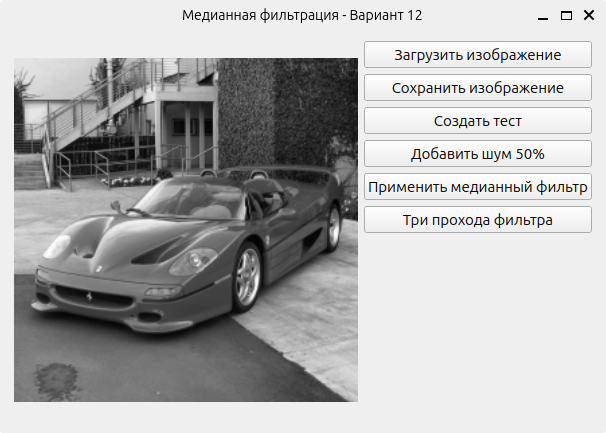 Медианная фильтрация - Вариант 12
Загрузить изображение
Сохранить изображение
Создать тест
Добавить шум 50%
Применить медианный фильтр
Три прохода фильтра